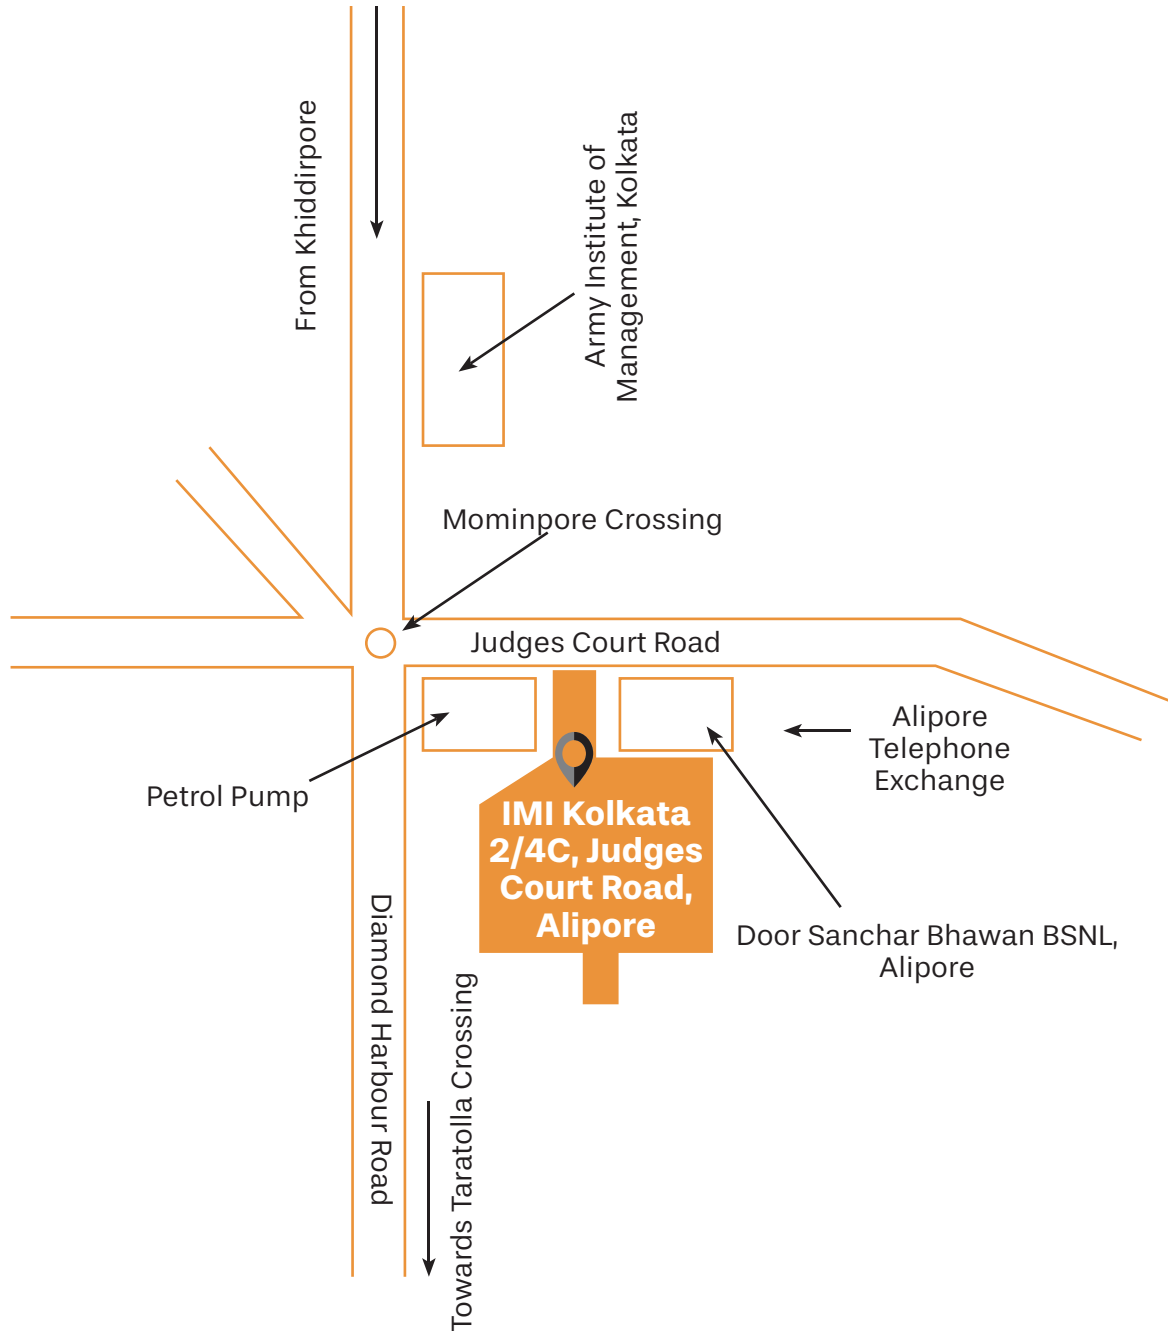 From Khiddirpore
Army Institute of
Management, Kolkata
Mominpore Crossing
Judges Court Road
Alipore
Telephone
Exchange
Petrol Pump
IMI Kolkata
2/4C, Judges
Court Road,
Alipore
Door Sanchar Bhawan BSNL,
Alipore
Diamond Harbour Road
Towards Taratolla Crossing